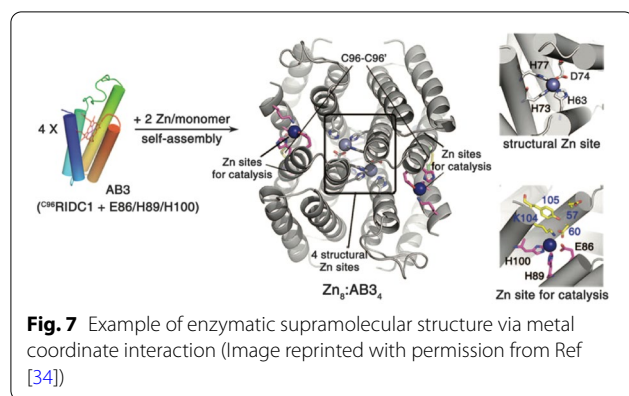 4 X
AB3
(C96RIDC1 + E86/H89/H100)
+ 2 Zn/monomer
self-assembly
C96-C96'
Zn sites
for catalysis
Zn sites
for catalysis
4 structural
Zn Sites
Zn8:AB34
H77
D74
H73
H63
structural Zn site
105
K104
57
60
H100
E86
H89
Zn site for catalysis
Fig. 7 Example of enzymatic supramolecular structure via metal
coordinate interaction (Image reprinted with permission from Ref
[34])